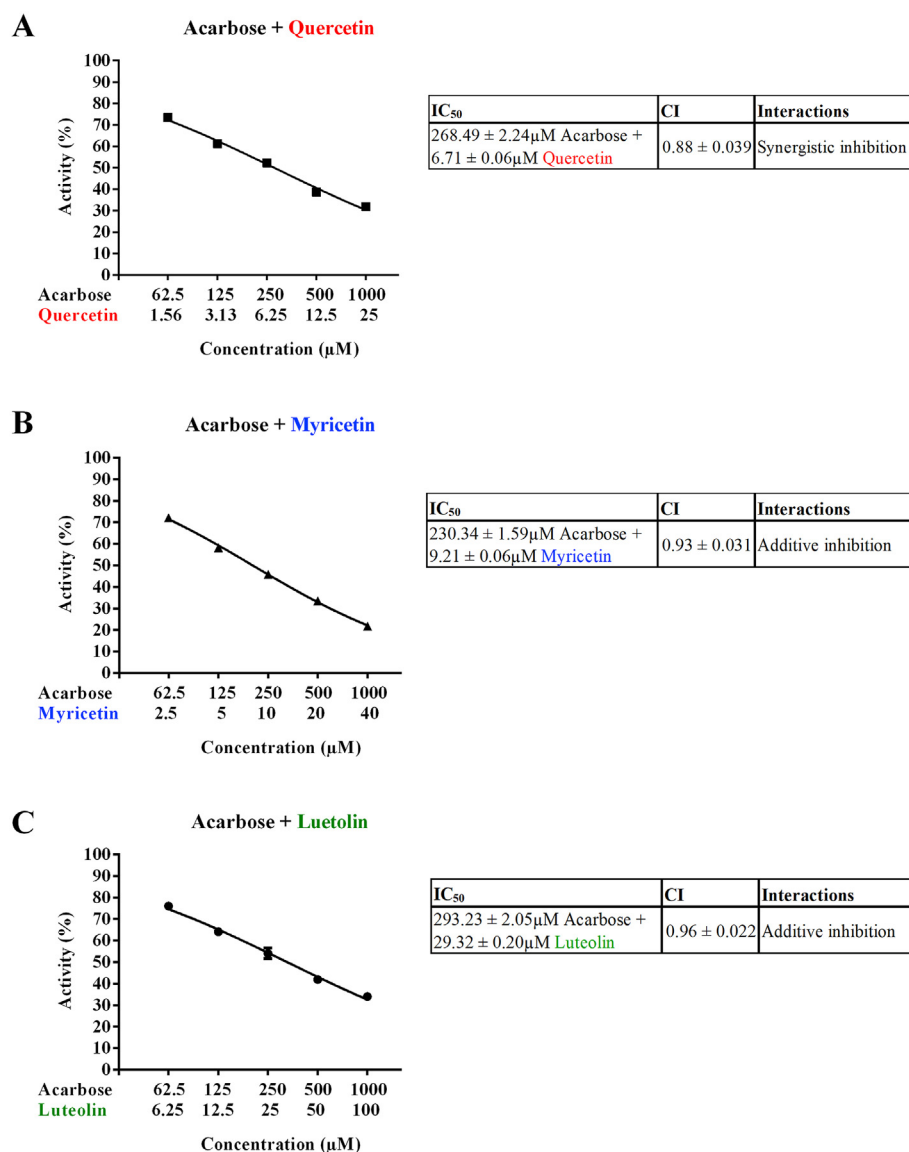 A
Acarbose + Quercetin
100
90
80
70
60
50
40
30
20
10
0
Activity (%)
Acarbose 62.5 125 250 500 1000
Quercetin 1.56 3.13 6.25 12.5 25
Concentration (µM)
IC50 CI Interactions
268.49 ± 2.24µM Acarbose +
6.71 ± 0.06µM Quercetin
0.88 ± 0.039
Synergistic inhibition
B
Acarbose + Myricetin
100
90
80
70
60
50
40
30
20
10
0
Activity (%)
Acarbose 62.5 125 250 500 1000
Myricetin 2.5 5 10 20 40
Concentration (µM)
IC50 CI Interactions
230.34 ± 1.59µM Acarbose +
9.21 ± 0.06µM Myricetin
0.93 ± 0.031
Additive inhibition
C
Acarbose + Luetolin
100
90
80
70
60
50
40
30
20
10
0
Activity (%)
Acarbose 62.5 125 250 500 1000
Luteolin 6.25 12.5 25 50 100
Concentration (µM)
IC50 CI Interactions
293.23 ± 2.05µM Acarbose +
29.32 ± 0.20µM Luteolin
0.96 ± 0.022
Additive inhibition